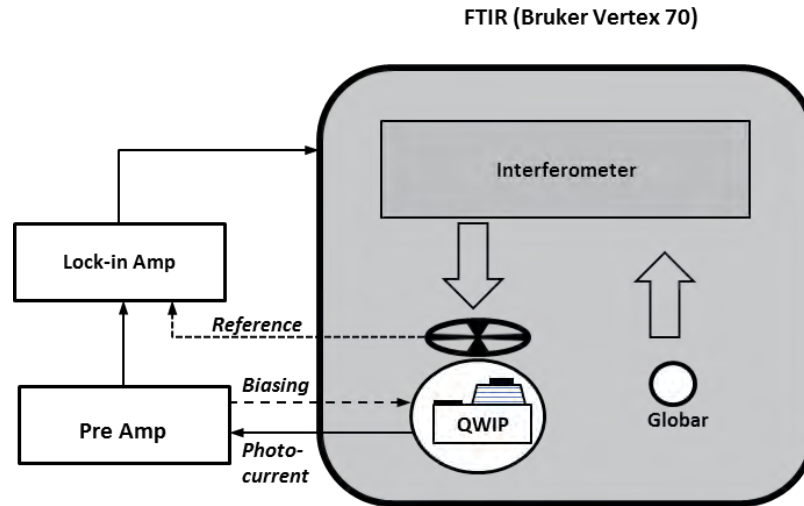 FTIR (Bruker Vertex 70)
Interferometer
Lock-in Amp
Reference
Biasing
Pre Amp
QWIP
Globar
Photo-
current